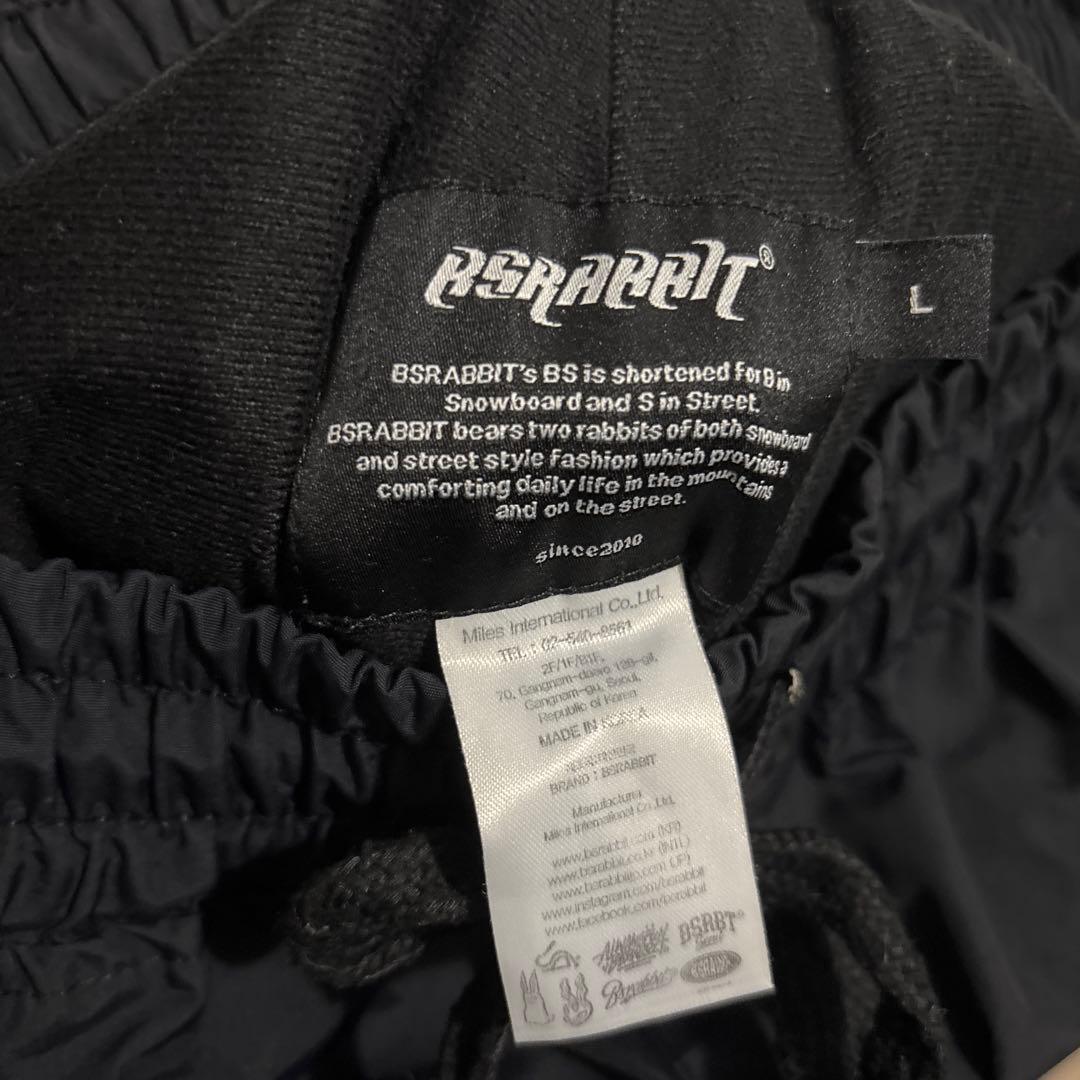 BSRABBIT®
L
BSRABBIT's BS is shortened for B in
Snowboard and S in Street.
BSRABBIT bears two rabbits of both snowboard
and street style fashion which provides a
comforting daily life in the mountains
and on the street.
since2010
Miles International Co.,Ltd.
TEL : 02-540-8561
2F/1F/B1F,
70, Gangnam-daero 128-gil,
Gangnam-gu, Seoul,
Republic of Korea
MADE IN KOREA
BRAND : BSRABBIT
Manufacturer
Miles International Co.,Ltd.
www.bsrabbit.com (KR)
www.bsrabbit.co.kr (INTL)
www.bsrabbitjp.com (JP)
www.instagram.com/bsrabbit
www.facebook.com/bsrabbit
BSRBT®
Bsrabbit